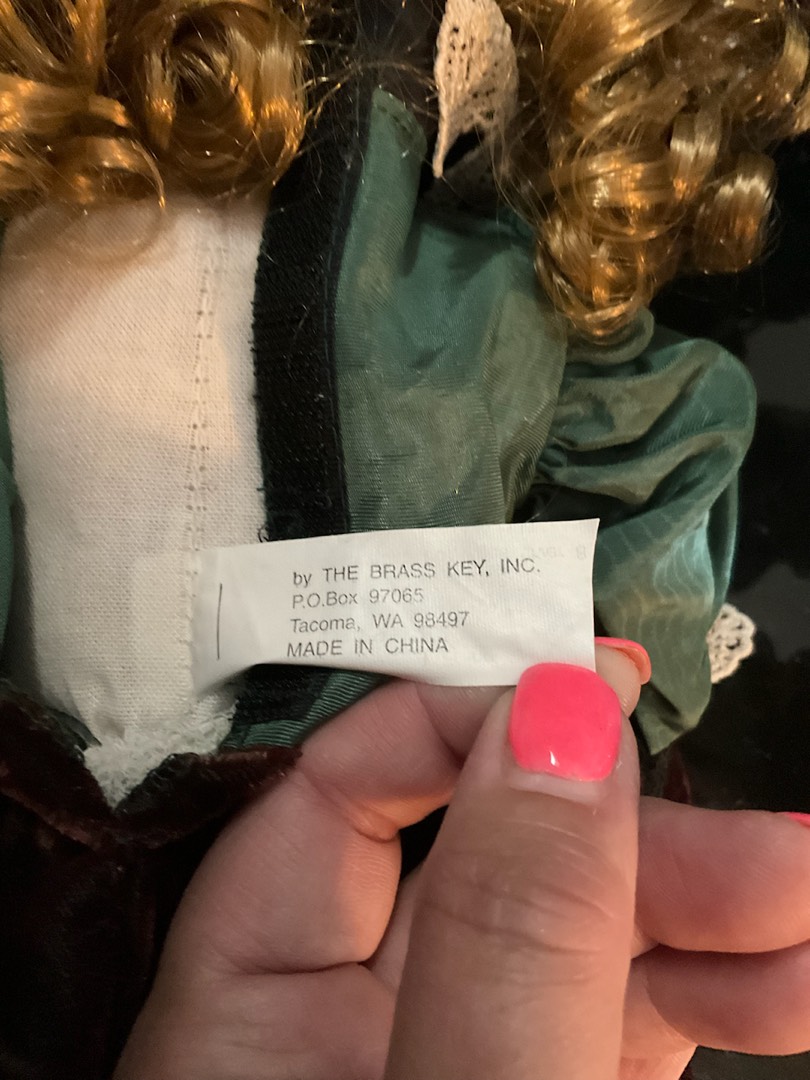 by THE BRASS KEY, INC.
P.O.Box 97065
Tacoma, WA 98497
MADE IN CHINA